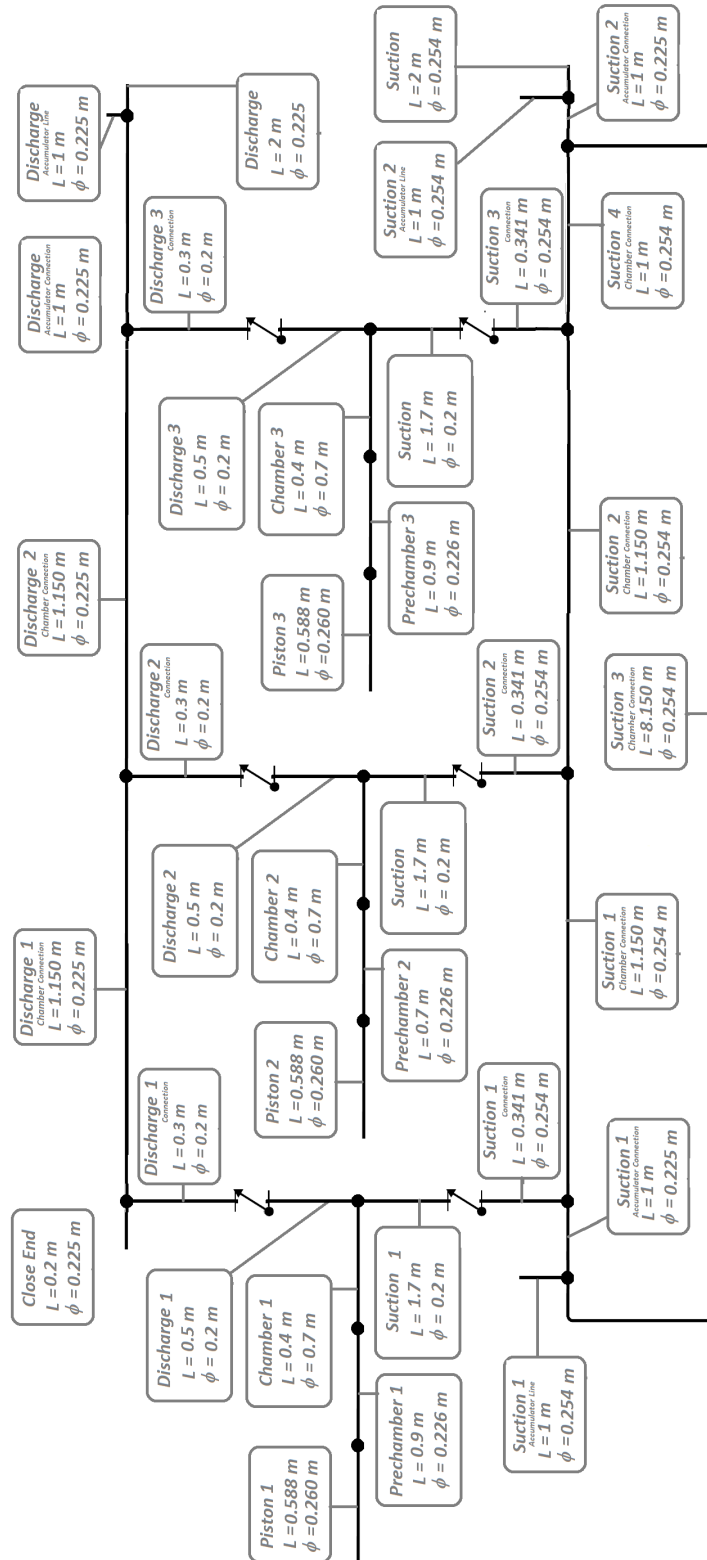 Close End
L = 0.2 m
ϕ = 0.225 m
Discharge 1
Chamber Connection
L = 1.150 m
ϕ = 0.225 m
Discharge 2
Chamber Connection
L = 1.150 m
ϕ = 0.225 m
Discharge
Accumulator Connection
L = 1 m
ϕ = 0.225 m
Discharge
Accumulator Line
L = 1 m
ϕ = 0.225 m
Discharge 1
L = 0.5 m
ϕ = 0.2 m
Discharge 1
Connection
L = 0.3 m
ϕ = 0.2 m
Discharge 2
L = 0.5 m
ϕ = 0.2 m
Discharge 2
Connection
L = 0.3 m
ϕ = 0.2 m
Discharge 3
L = 0.5 m
ϕ = 0.2 m
Discharge 3
Connection
L = 0.3 m
ϕ = 0.2 m
Discharge
L = 2 m
ϕ = 0.225
Piston 1
L=0.588 m
ϕ =0.260 m
Chamber 1
L = 0.4 m
ϕ = 0.7 m
Piston 2
L=0.588 m
ϕ =0.260 m
Chamber 2
L = 0.4 m
ϕ = 0.7 m
Piston 3
L=0.588 m
ϕ =0.260 m
Chamber 3
L = 0.4 m
ϕ = 0.7 m
Prechamber 1
L = 0.9 m
ϕ = 0.226 m
Suction 1
L = 1.7 m
ϕ = 0.2 m
Prechamber 2
L = 0.7 m
ϕ = 0.226 m
Suction
L = 1.7 m
ϕ = 0.2 m
Prechamber 3
L = 0.9 m
ϕ = 0.226 m
Suction
L = 1.7 m
ϕ = 0.2 m
Suction 2
Accumulator Line
L = 1 m
ϕ =0.254 m
Suction
L = 2 m
ϕ = 0.254 m
Suction 1
Accumulator Line
L = 1 m
ϕ =0.254 m
Suction 1
Connection
L = 0.341 m
ϕ = 0.254 m
Suction 2
Connection
L = 0.341 m
ϕ = 0.254 m
Suction 3
Connection
L = 0.341 m
ϕ = 0.254 m
Suction 1
Accumulator Connection
L = 1 m
ϕ = 0.225 m
Suction 1
Chamber Connection
L = 1.150 m
ϕ = 0.254 m
Suction 3
Chamber Connection
L=8.150 m
ϕ = 0.254 m
Suction 2
Chamber Connection
L = 1.150 m
ϕ = 0.254 m
Suction 4
Chamber Connection
L = 1 m
ϕ = 0.254 m
Suction 2
Accumulator Connection
L = 1 m
ϕ = 0.225 m